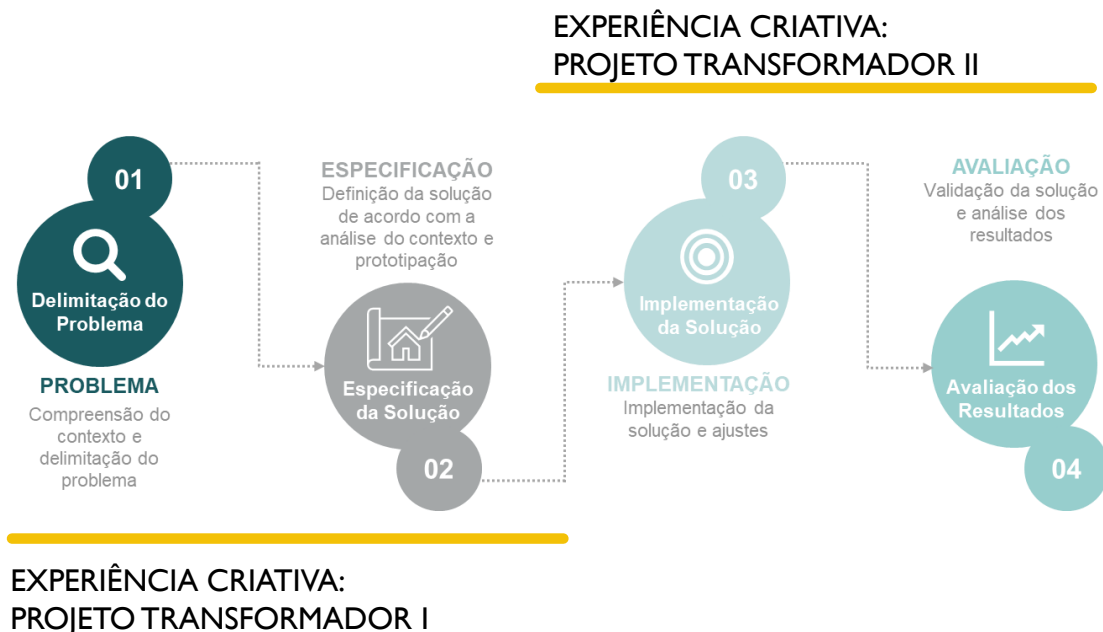 EXPERIÊNCIA CRIATIVA:
PROJETO TRANSFORMADOR II
01
Delimitação do
Problema
PROBLEMA
Compreensão do
contexto e
delimitação do
problema
ESPECIFICAÇÃO
Definição da solução
de acordo com a
análise do contexto e
prototipação
Especificação
da Solução
02
03
Implementação
da Solução
IMPLEMENTAÇÃO
Implementação da
solução e ajustes
AVALIAÇÃO
Validação da solução
e análise dos
resultados
Avaliação dos
Resultados
04
EXPERIÊNCIA CRIATIVA:
PROJETO TRANSFORMADOR I